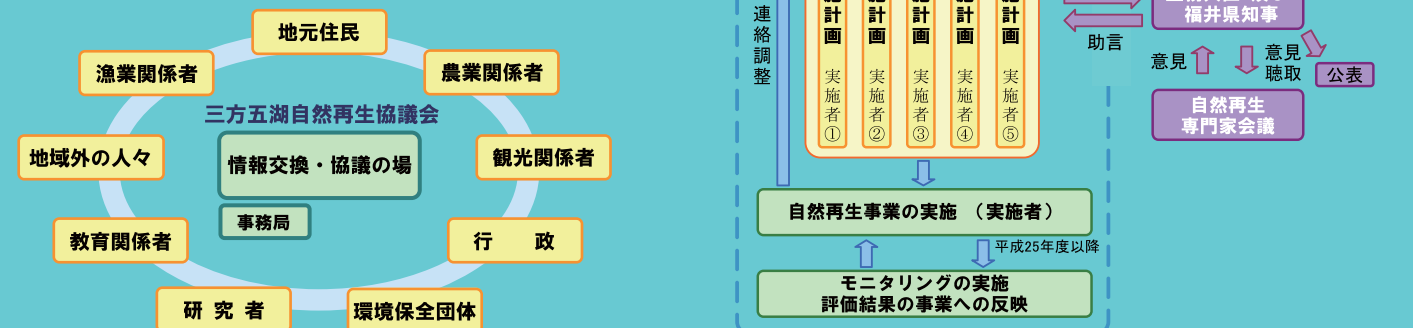 地元住民
漁業関係者
農業関係者
三方五湖自然再生協議会
地域外の人々
情報交換・協議の場
観光関係者
事務局
教育関係者
行 政
研究者
環境保全団体
連絡調整
施計画 実施者①
施計画 実施者②
施計画 実施者③
施計画 実施者④
施計画 実施者⑤
自然再生事業の実施 （実施者）
平成25年度以降
モニタリングの実施
評価結果の事業への反映
福井県知事
助言
意見
意見
聴取
公表
自然再生
専門家会議